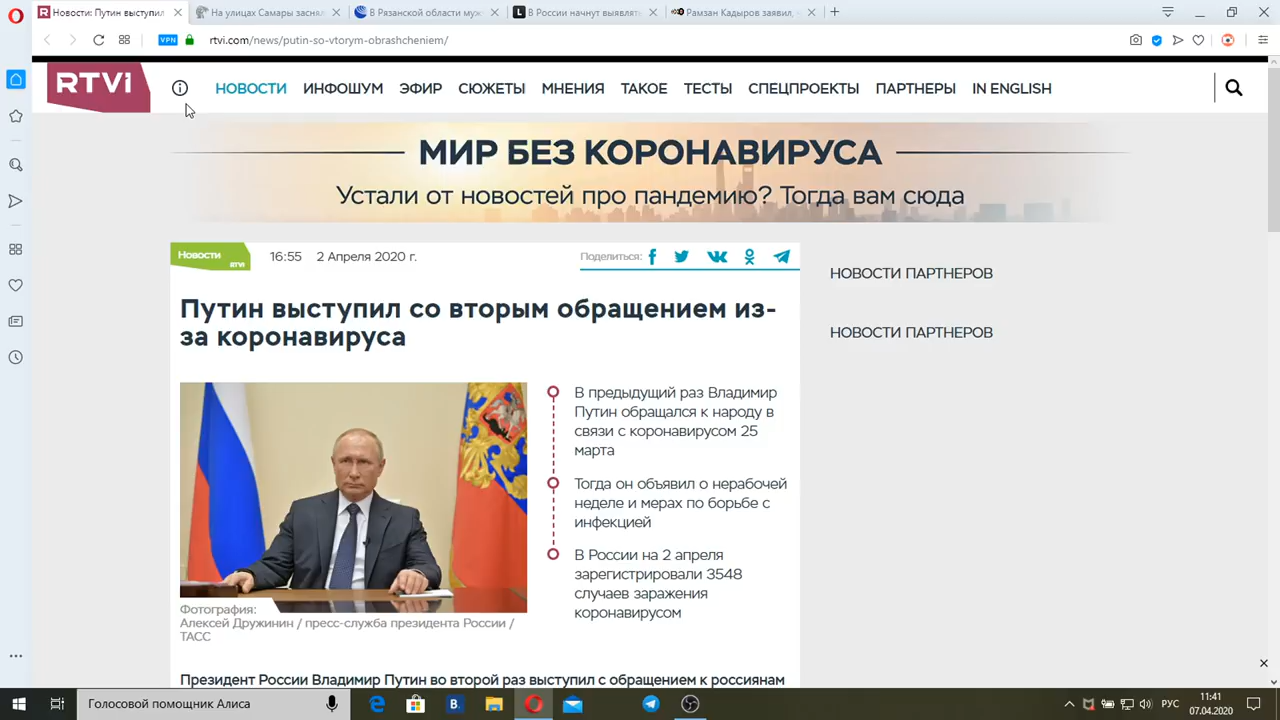 Новости: Путин выступил
На улицах Самары заснял
В Рязанской области муж
В России начнут выявлять
Рамзан Кадыров заявил, ч
VPN
rtvi.com/news/putin-so-vtorym-obrashcheniem/
RTVi
НОВОСТИ ИНФОШУМ ЭФИР СЮЖЕТЫ МНЕНИЯ ТАКОЕ ТЕСТЫ СПЕЦПРОЕКТЫ ПАРТНЕРЫ IN ENGLISH
МИР БЕЗ КОРОНАВИРУСА
Устали от новостей про пандемию? Тогда вам сюда
Новости
RTVi
16:55 2 Апреля 2020 г.
Поделиться:
Путин выступил со вторым обращением из-
за коронавируса
Фотография:
Алексей Дружинин / пресс-служба президента России /
ТАСС
В предыдущий раз Владимир
Путин обращался к народу в
связи с коронавирусом 25
марта
Тогда он объявил о нерабочей
неделе и мерах по борьбе с
инфекцией
В России на 2 апреля
зарегистрировали 3548
случаев заражения
коронавирусом
Президент России Владимир Путин во второй раз выступил с обращением к россиянам
НОВОСТИ ПАРТНЕРОВ
НОВОСТИ ПАРТНЕРОВ
Голосовой помощник Алиса
РУС
11:41
07.04.2020